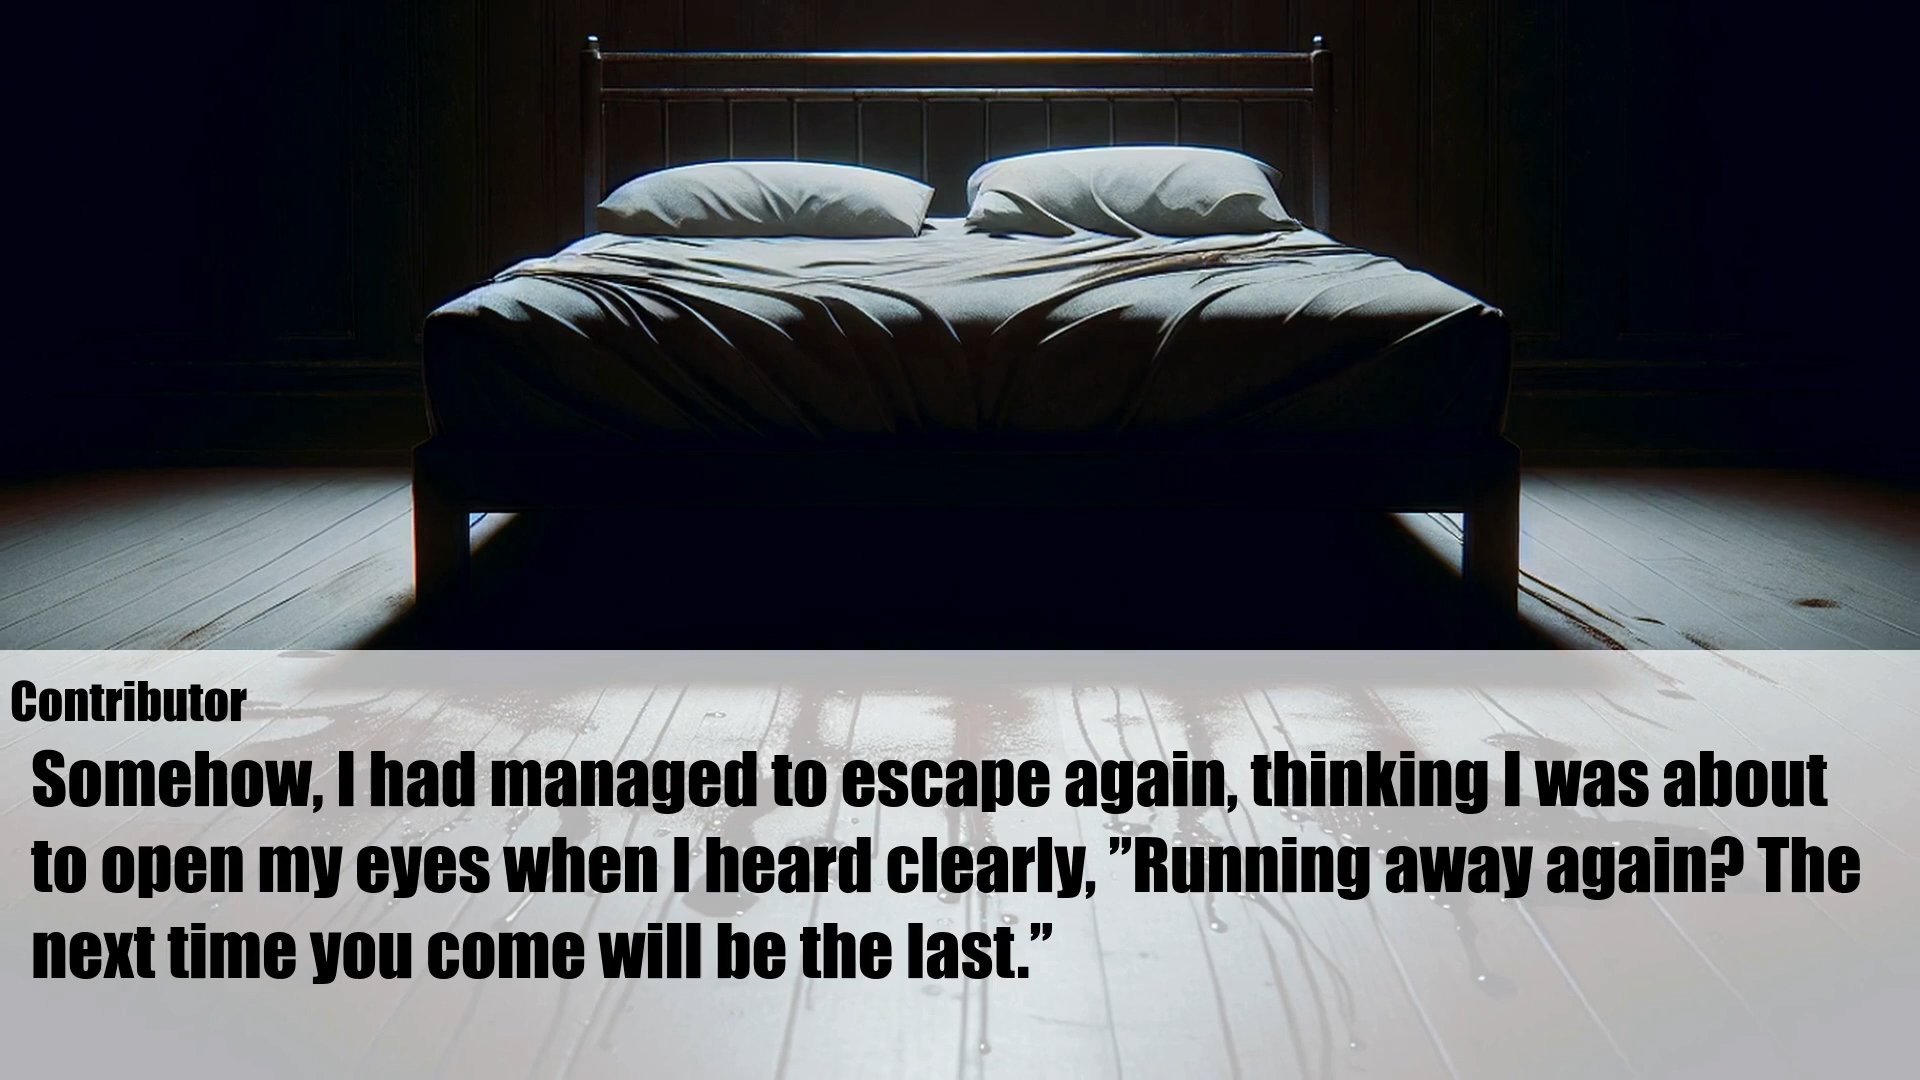 Contributor
Somehow, I had managed to escape again, thinking I was about
to open my eyes when I heard clearly, ”Running away again? The
next time you come will be the last.”